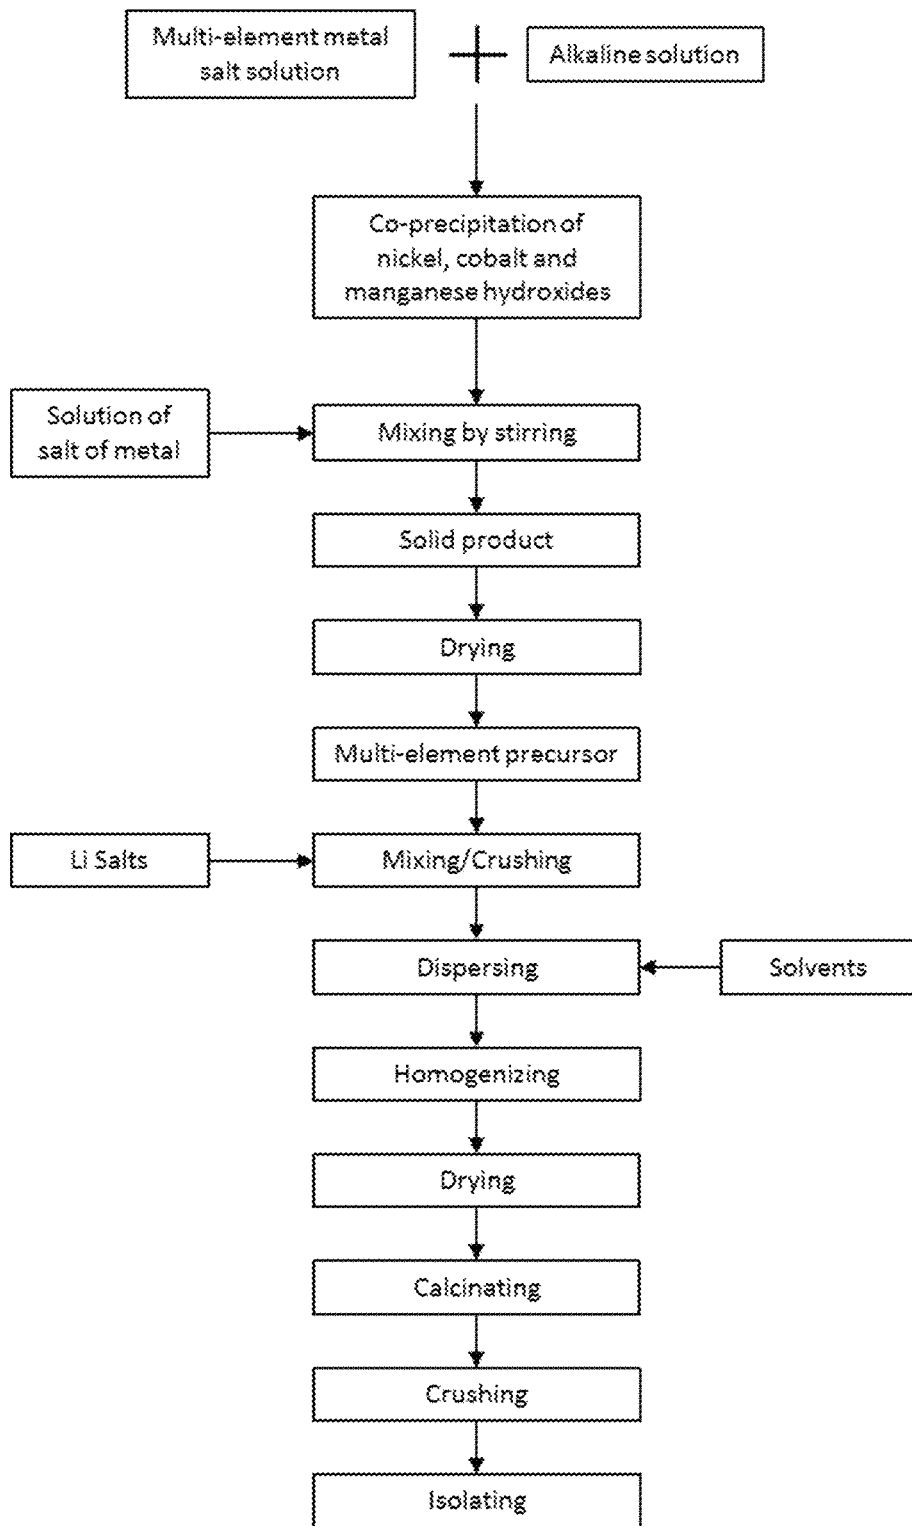 Multi-element metal
salt solution
Alkaline solution
Co-precipitation of
nickel, cobalt and
manganese hydroxides
Solution of
salt of metal
Mixing by stirring
Solid product
Drying
Multi-element precursor
Li Salts
Mixing/Crushing
Dispersing
Solvents
Homogenizing
Drying
Calcinating
Crushing
Isolating